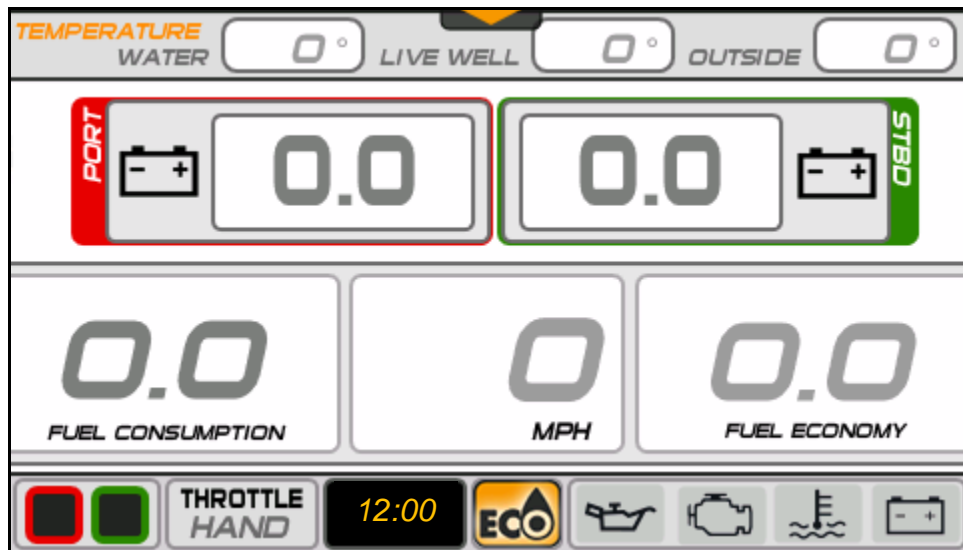 TEMPERATURE
WATER 0° LIVE WELL 0° OUTSIDE 0°
PORT - + 0.0 0.0 - + STBD
0.0 0 0.0
FUEL CONSUMPTION MPH FUEL ECONOMY
THROTTLE
HAND
12:00
ECO
- +